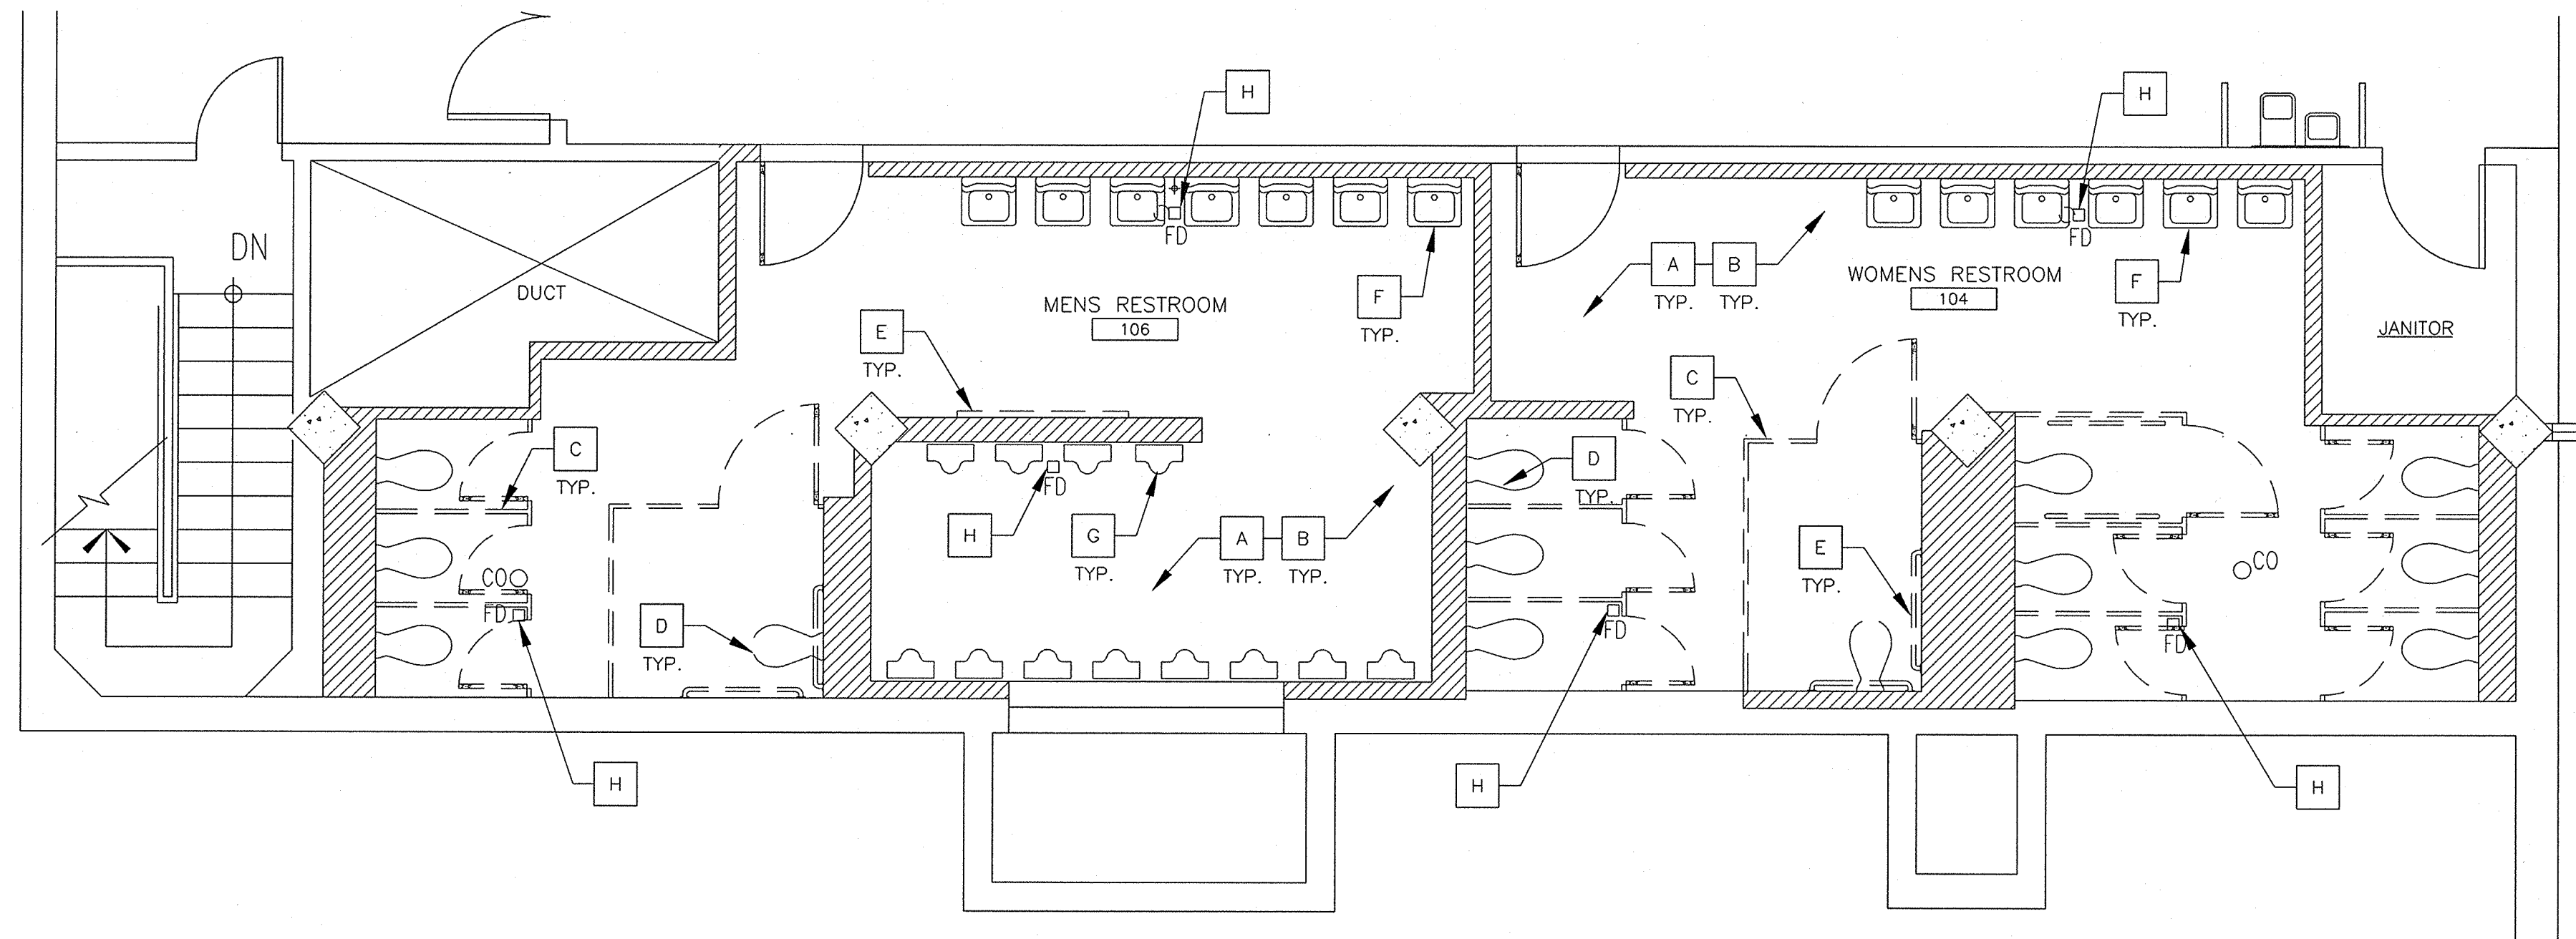 H
H
DN
DUCT
FD
FD
A
B
TYP.
TYP.
WOMENS RESTROOM
104
F
TYP.
F
TYP.
MENS RESTROOM
106
E
TYP.
JANITOR
C
TYP.
C
TYP.
D
TYP.
FD
H
G
TYP.
A
B
TYP.
TYP.
E
TYP.
CO
CO
FD
D
TYP.
FD
FD
H
H
H